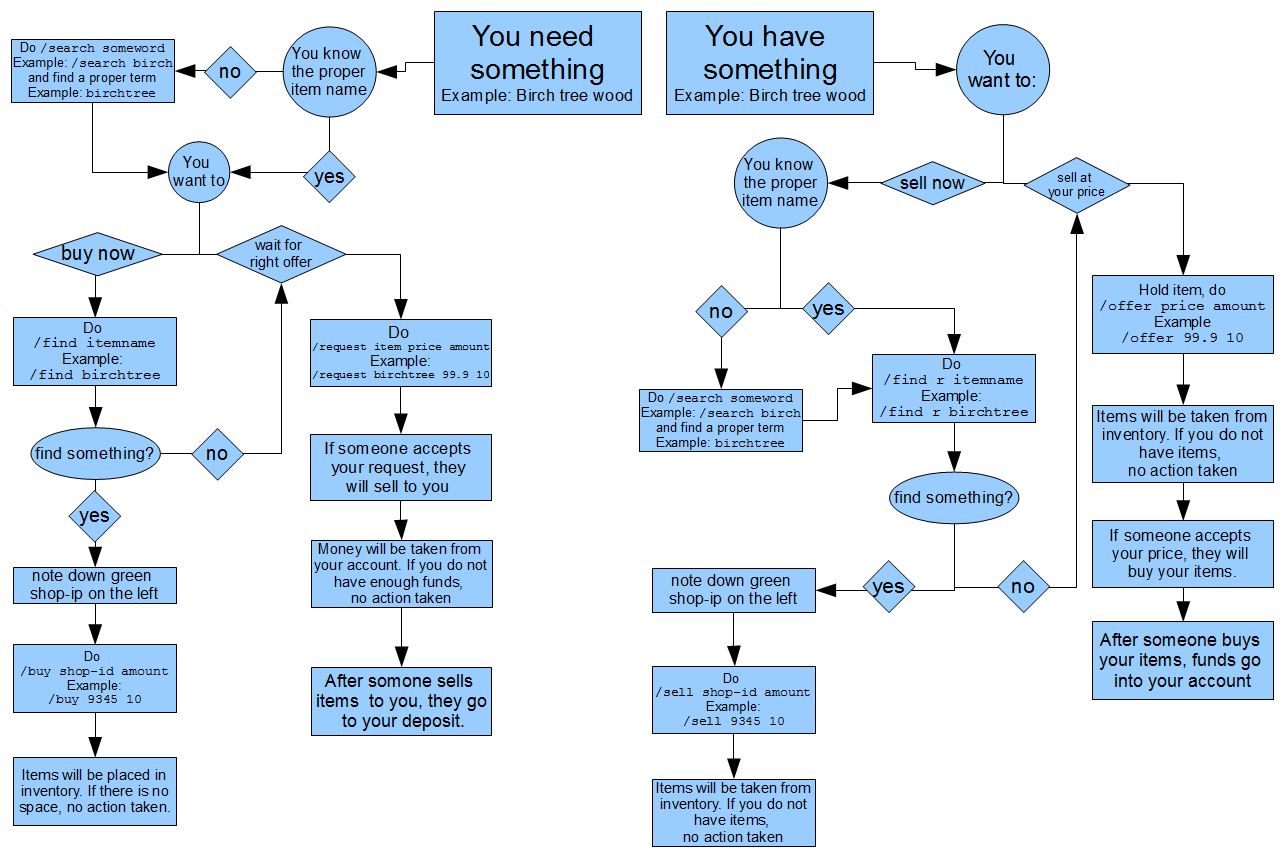 You need
something
Example: Birch tree wood
You know
the proper
item name
no
Do /search someword
Example: /search birch
and find a proper term
Example: birchtree
yes
You
want to
buy now
wait for
right offer
Do
/find itemname
Example:
/find birchtree
find something?
no
yes
note down green
shop-ip on the left
Do
/buy shop-id amount
Example:
/buy 9345 10
Items will be placed in
inventory. If there is no
space, no action taken.
Do
/request item price amount
Example:
/request birchtree 99.9 10
If someone accepts
your request, they
will sell to you
Money will be taken from
your account. If you do not
have enough funds,
no action taken
After somone sells
items to you, they go
to your deposit.
You have
something
Example: Birch tree wood
You
want to:
sell now
sell at
your price
You know
the proper
item name
no
yes
Do /search someword
Example: /search birch
and find a proper term
Example: birchtree
Do
/find r itemname
Example:
/find r birchtree
find something?
yes
no
note down green
shop-ip on the left
Do
/sell shop-id amount
Example:
/sell 9345 10
Items will be taken from
inventory. If you do not
have items,
no action taken
Hold item, do
/offer price amount
Example
/offer 99.9 10
Items will be taken from
inventory. If you do not
have items,
no action taken
If someone accepts
your price, they will
buy your items.
After someone buys
your items, funds go
into your account